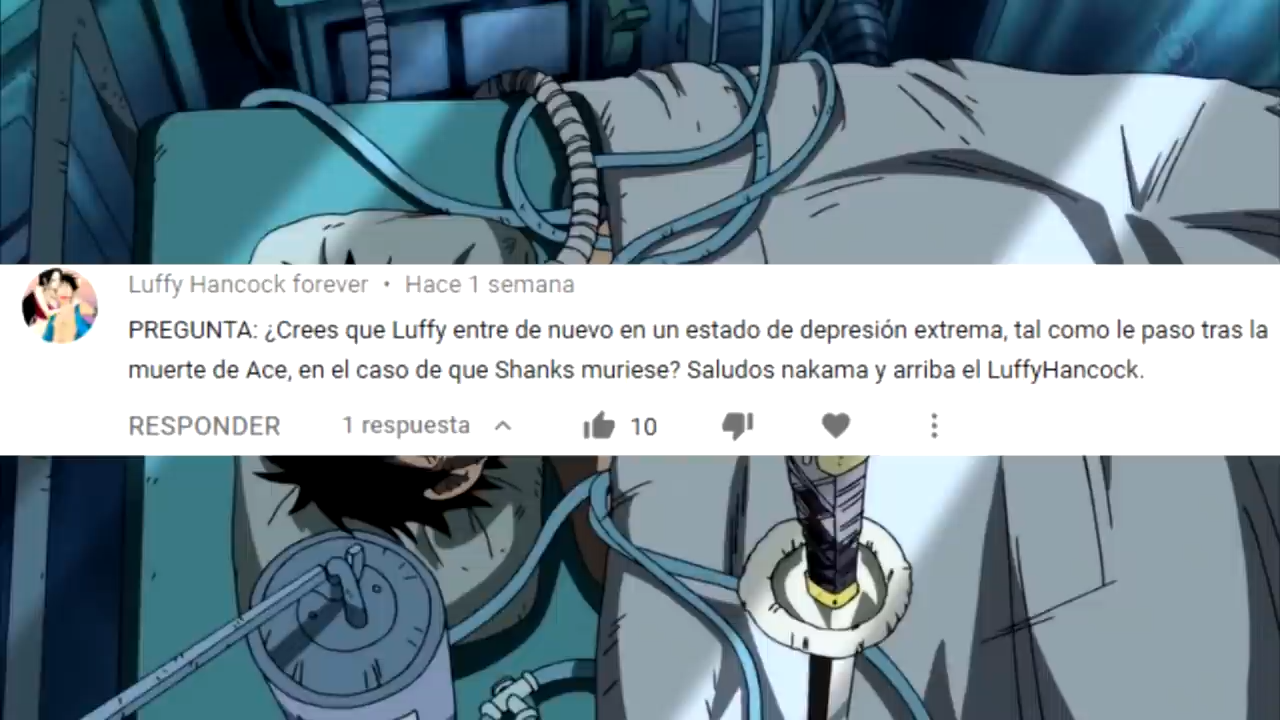 Luffy Hancock forever • Hace 1 semana
PREGUNTA: ¿Crees que Luffy entre de nuevo en un estado de depresión extrema, tal como le paso tras la
muerte de Ace, en el caso de que Shanks muriese? Saludos nakama y arriba el LuffyHancock.
RESPONDER 1 respuesta 10